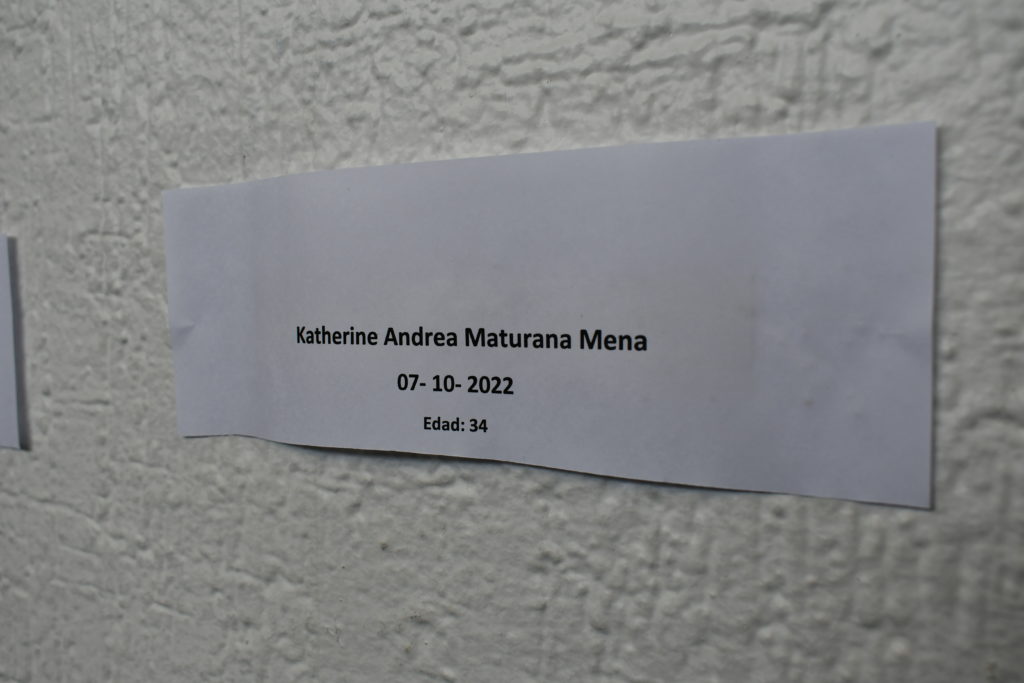 Katherine Andrea Maturana Mena
07- 10- 2022
Edad: 34